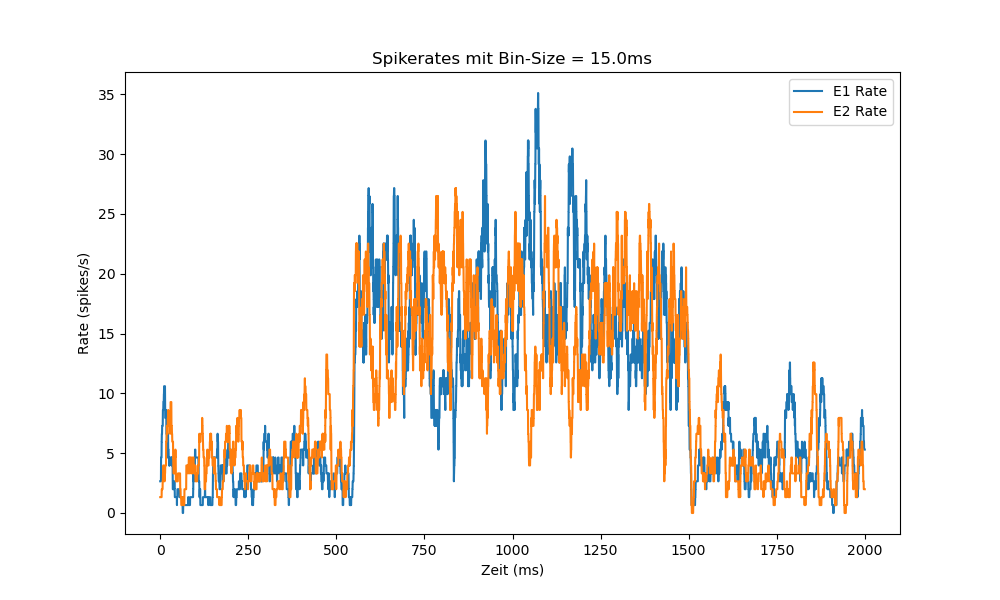 Spikerates mit Bin-Size = 15.0ms
E1 Rate
E2 Rate
Rate (spikes/s)
35
30
25
20
15
10
5
0
0 250 500 750 1000 1250 1500 1750 2000
Zeit (ms)